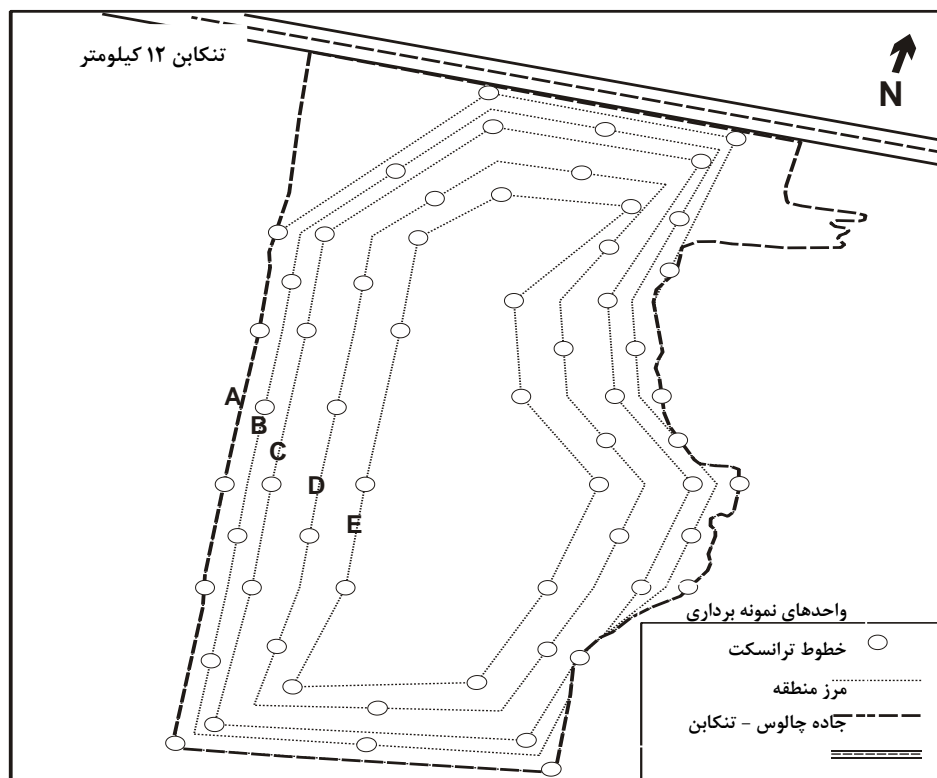 تنکابن ۱۲ کیلومتر
N
A
B
C
D
E
واحدهای نمونه برداری
خطوط ترانسکت
مرز منطقه
جاده چالوس – تنکابن